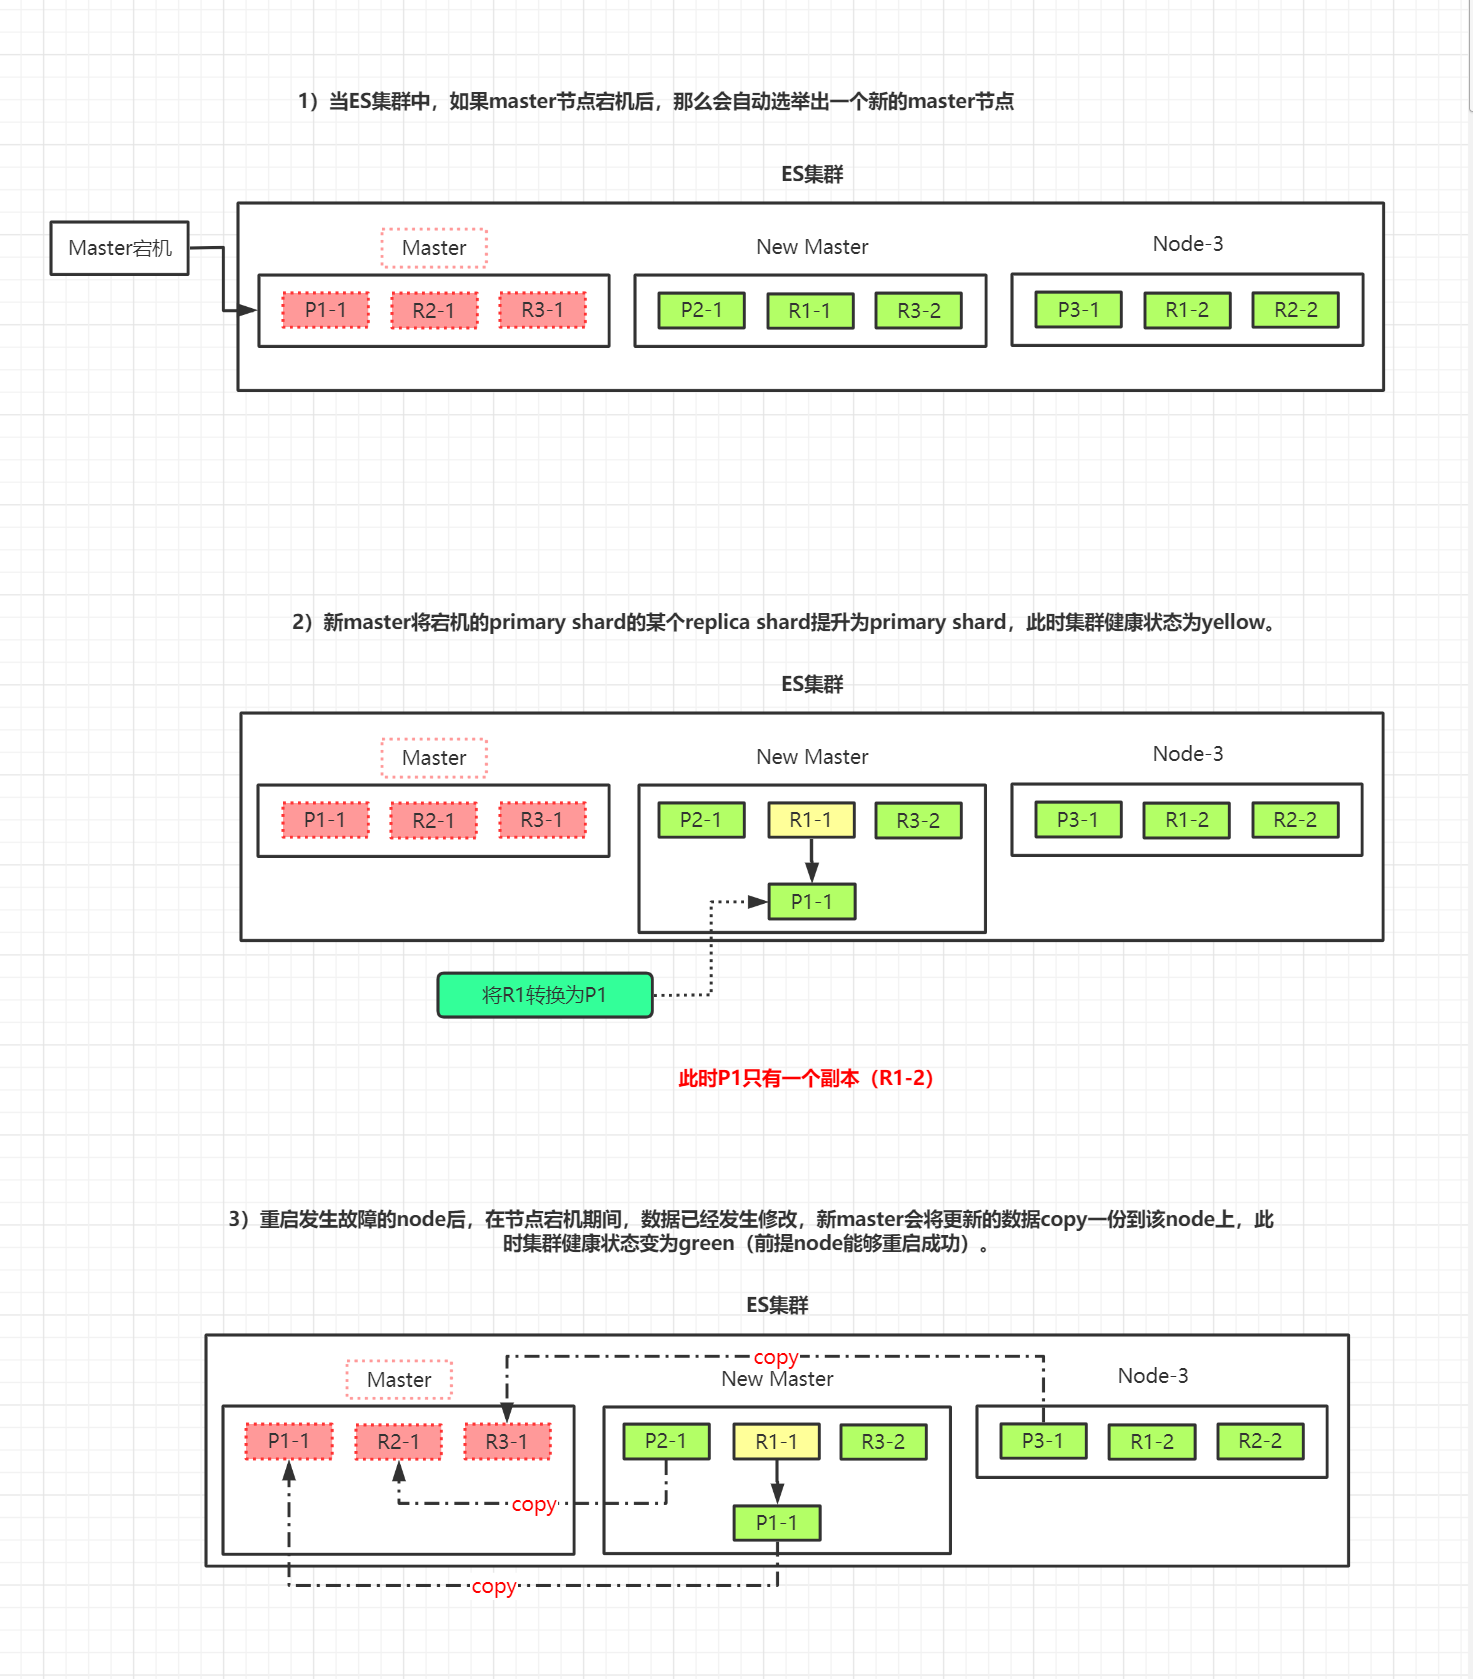 1）当ES集群中，如果master节点宕机后，那么会自动选举出一个新的master节点
ES集群
Master宕机
Master
New Master
Node-3
P1-1
R2-1
R3-1
P2-1
R1-1
R3-2
P3-1
R1-2
R2-2
2）新master将宕机的primary shard的某个replica shard提升为primary shard，此时集群健康状态为yellow。
ES集群
Master
New Master
Node-3
P1-1
R2-1
R3-1
P2-1
R1-1
R3-2
P3-1
R1-2
R2-2
P1-1
将R1转换为P1
此时P1只有一个副本（R1-2）
3）重启发生故障的node后，在节点宕机期间，数据已经发生修改，新master会将更新的数据copy一份到该node上，此
时集群健康状态变为green（前提node能够重启成功）。
ES集群
copy
Master
New Master
Node-3
P1-1
R2-1
R3-1
P2-1
R1-1
R3-2
P3-1
R1-2
R2-2
copy
P1-1
copy